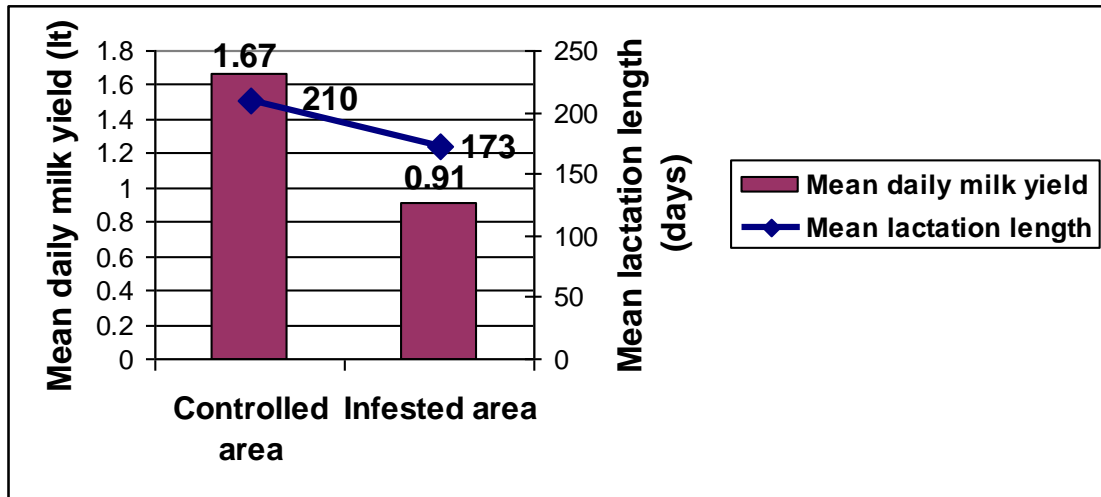 Mean daily milk yield (lt)
1.8
1.6
1.4
1.2
1
0.8
0.6
0.4
0.2
0
1.67
210
173
0.91
250
200
150
100
50
0
Mean lactation length
(days)
Controlled
area
Infested area
Mean daily milk yield
Mean lactation length